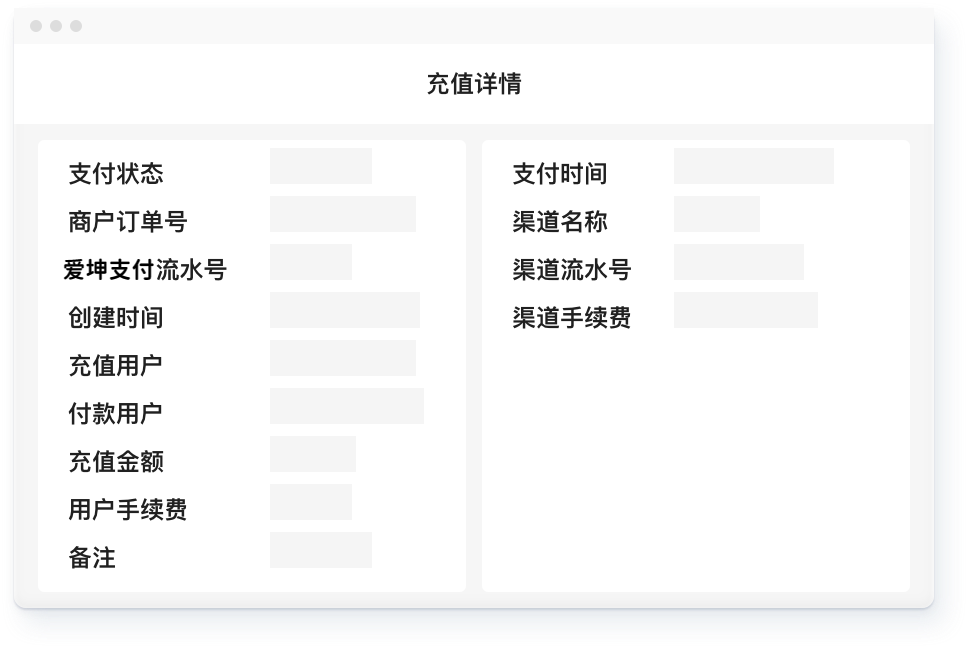 充值详情
支付状态
商户订单号
爱坤支付流水号
创建时间
充值用户
付款用户
充值金额
用户手续费
备注
支付时间
渠道名称
渠道流水号
渠道手续费